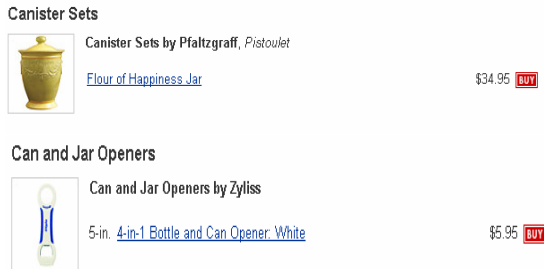 Canister Sets
Canister Sets by Pfaltzgraff, Pistoulet
Flour of Happiness Jar $34.95 BUY
Can and Jar Openers
Can and Jar Openers by Zyliss
5-in. 4-in-1 Bottle and Can Opener: White $5.95 BUY